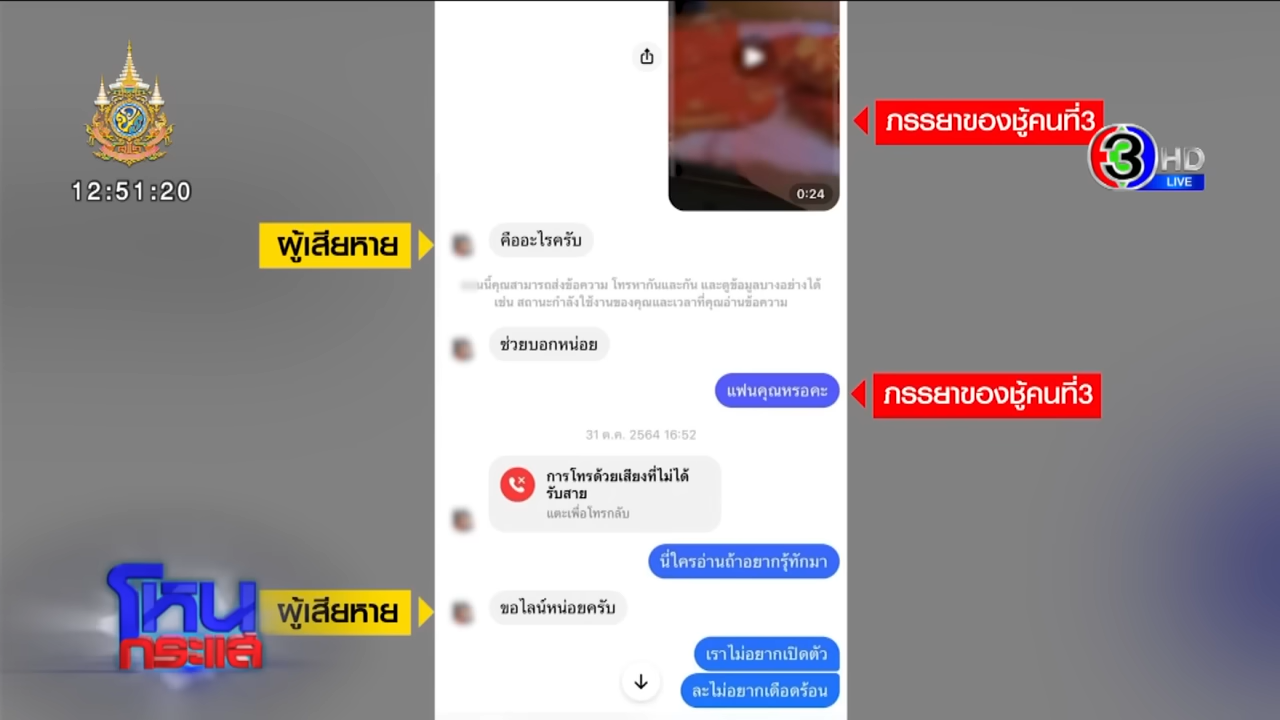 ภรรยาของชู้คนที่3
3 HD
LIVE
12:51:20
0:24
ผู้เสียหาย
คืออะไรครับ
นี้คุณสามารถส่งข้อความ โทรหากันและกัน และดูข้อมูลบางอย่างได้
เช่น สถานะกำลังใช้งานของคุณและเวลาที่คุณอ่านข้อความ
ช่วยบอกหน่อย
แฟนคุณหรอคะ
ภรรยาของชู้คนที่3
31 ต.ค. 2564 16:52
การโทรด้วยเสียงที่ไม่ได้
รับสาย
แตะเพื่อโทรกลับ
นี่ใครอ่านถ้าอยากรู้ทักมา
โหน
กระแส
ผู้เสียหาย
ขอไลน์หน่อยครับ
เราไม่อยากเปิดตัว
ละไม่อยากเดือดร้อน